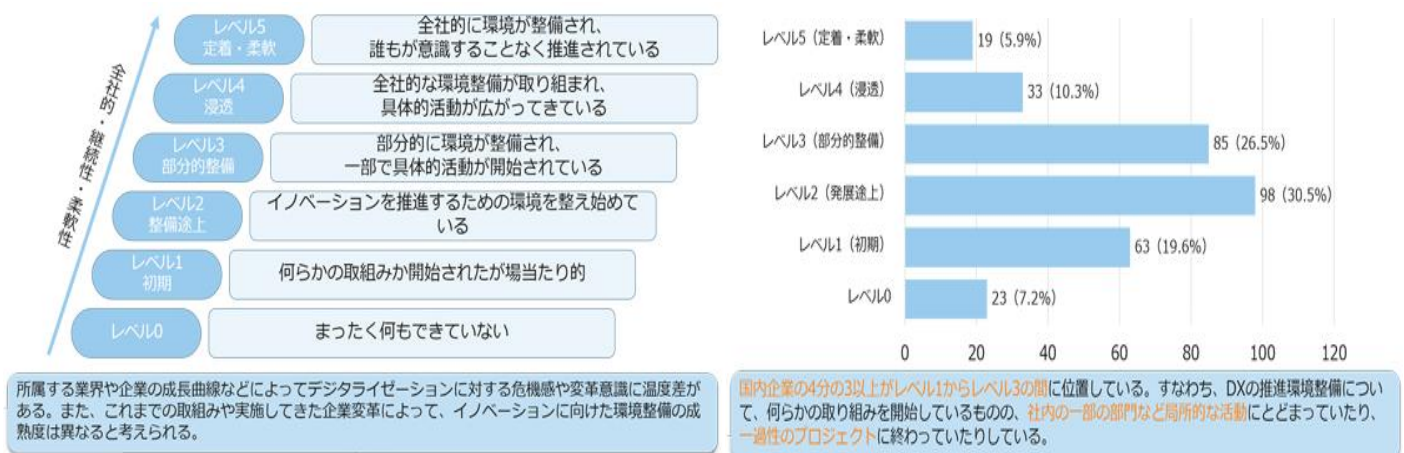 レベル5
定着・柔軟
全社的に環境が整備され、
誰もが意識することなく推進されている
レベル4
浸透
全社的な環境整備が取り組まれ、
具体的活動が広がってきている
レベル3
部分的整備
部分的に環境が整備され、
一部で具体的活動が開始されている
レベル2
整備途上
イノベーションを推進するための環境を整え始めて
いる
レベル1
初期
何らかの取組みか開始されたが場当たり的
レベル0
まったく何もできていない
全社的・継続性・柔軟性
所属する業界や企業の成長曲線などによってデジタライゼーションに対する危機感や変革意識に温度差が
ある。また、これまでの取組みや実施してきた企業変革によって、イノベーションに向けた環境整備の成
熟度は異なると考えられる。
レベル5（定着・柔軟）
19（5.9%）
レベル4（浸透）
33（10.3%）
レベル3（部分的整備）
85（26.5%）
レベル2（発展途上）
98（30.5%）
レベル1（初期）
63（19.6%）
レベル0
23（7.2%）
0 20 40 60 80 100 120
国内企業の4分の3以上がレベル1からレベル3の間に位置している。すなわち、DXの推進環境整備につい
て、何らかの取り組みを開始しているものの、社内の一部の部門など局所的な活動にとどまっていたり、
一過性のプロジェクトに終わっていたりしている。